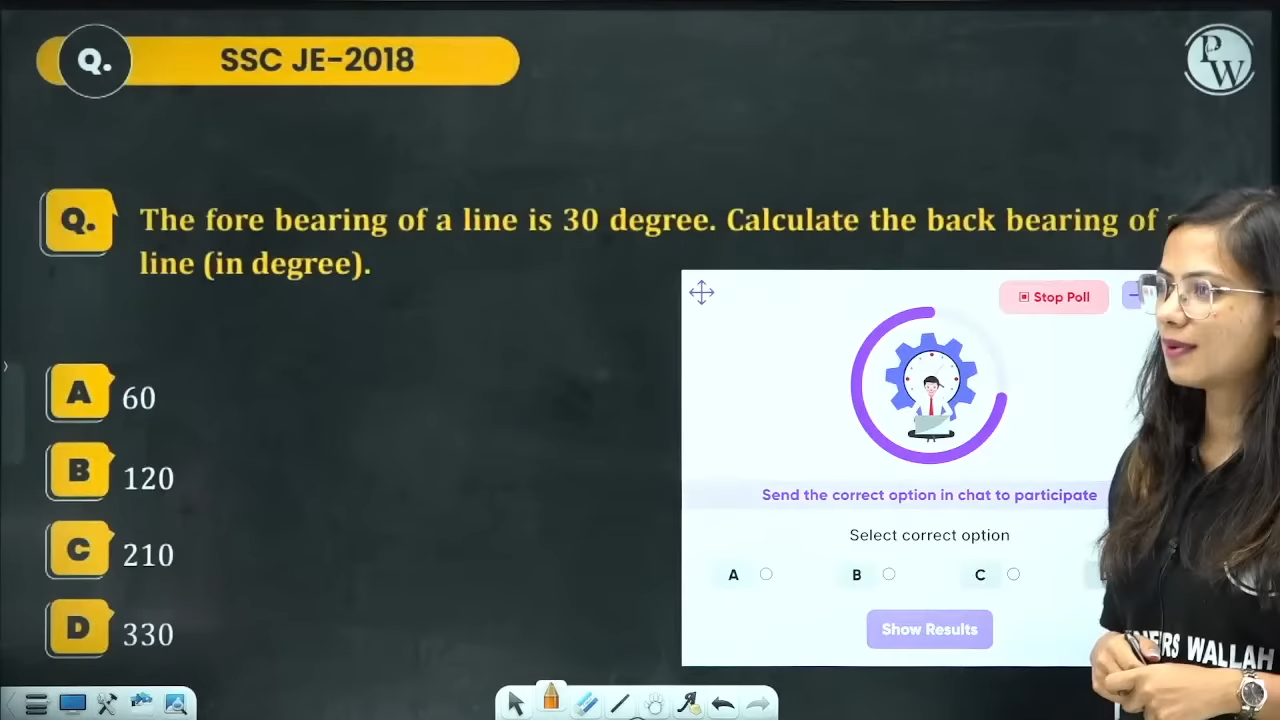 Q.
SSC JE-2018
PW
Q.
The fore bearing of a line is 30 degree. Calculate the back bearing of
line (in degree).
Stop Poll
A
60
B
120
Send the correct option in chat to participate
Select correct option
C
210
A
B
C
D
330
Show Results
WALLAH